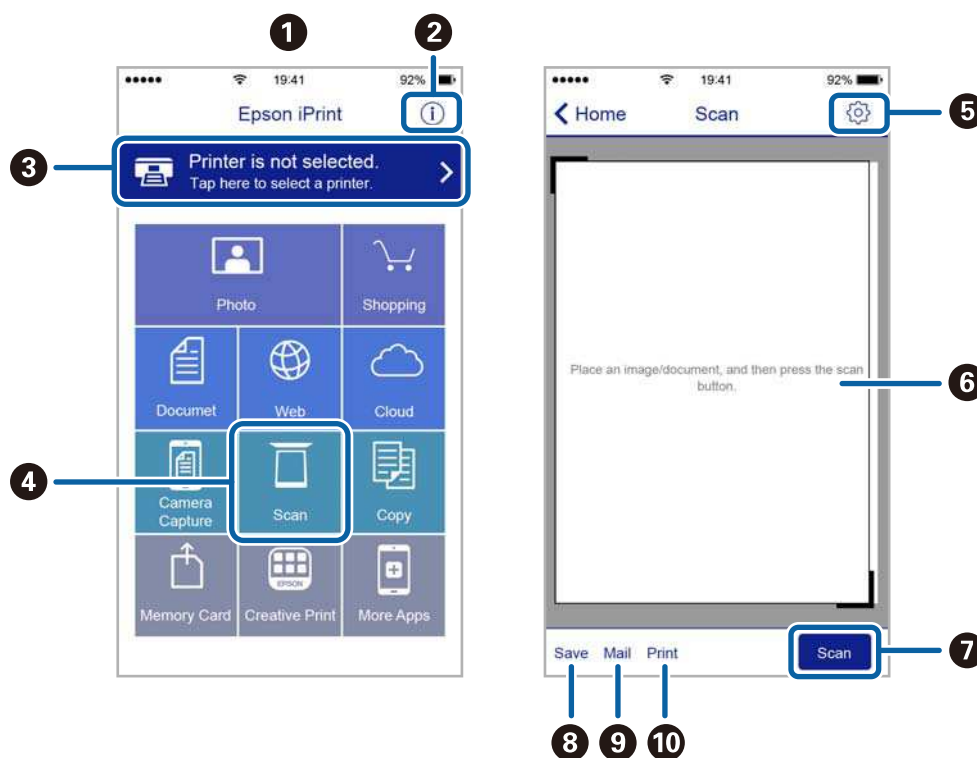 1
2
19:41
92%
Epson iPrint
i
3
Printer is not selected.
Tap here to select a printer.
Photo
Shopping
Documet
Web
Cloud
4
Camera
Capture
Scan
Copy
EPSON
Memory Card
Creative Print
More Apps
19:41
92%
Home
Scan
5
Place an image/document, and then press the scan
button.
6
Save
Mail
Print
Scan
7
8
9
10